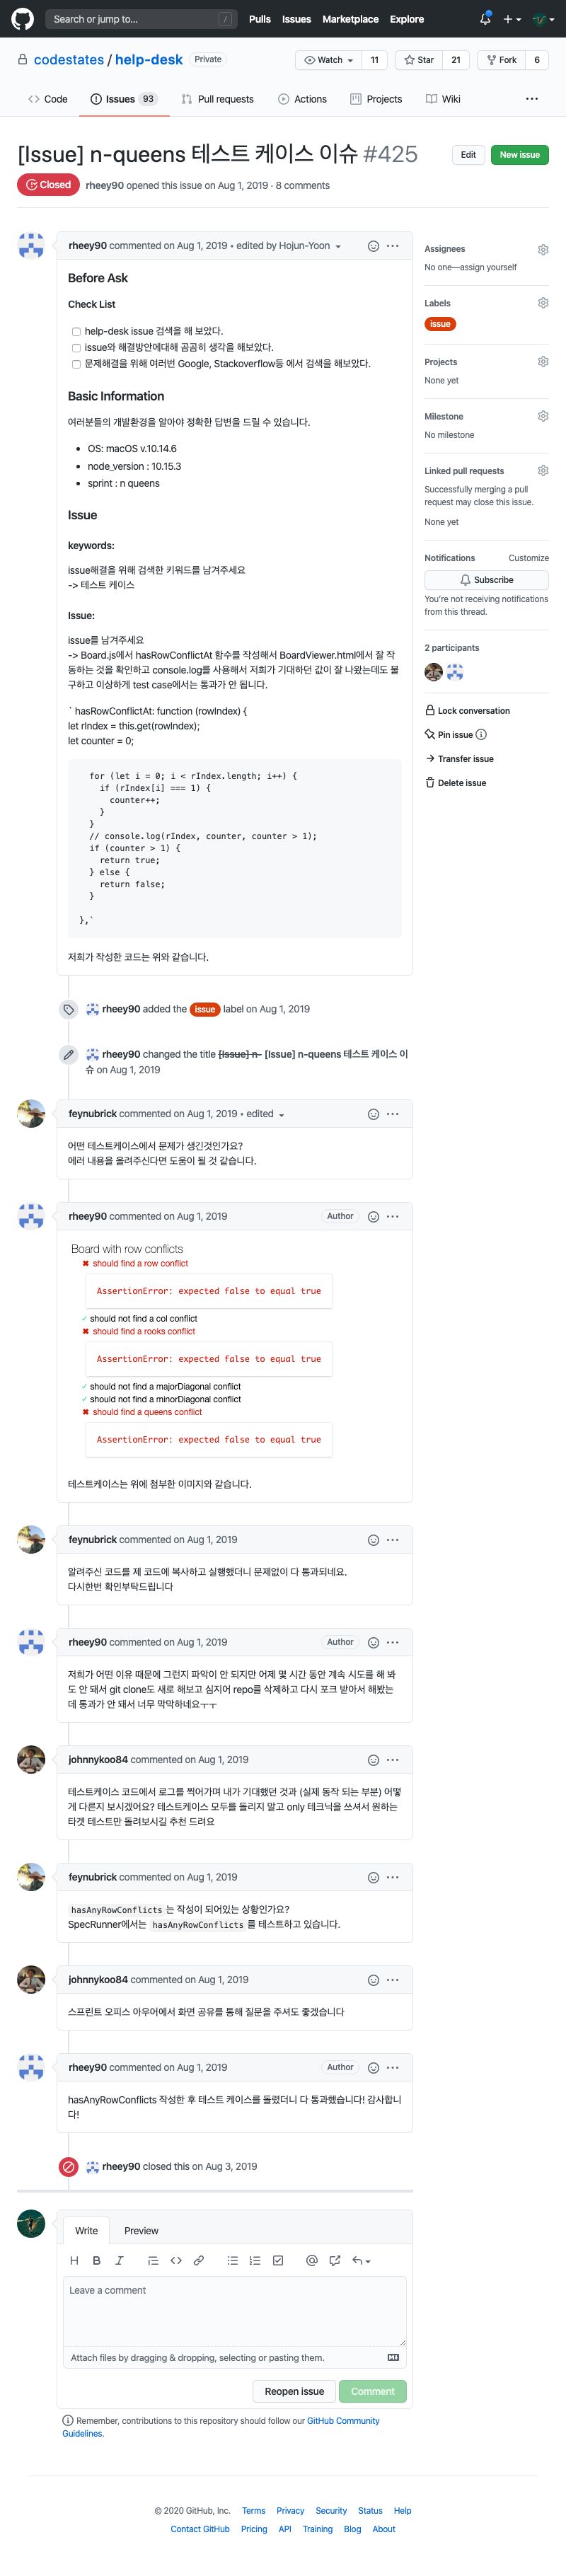 Search or jump to... /
Pulls Issues Marketplace Explore
codestates / help-desk Private
Watch 11 Star 21 Fork 6
Code Issues 93 Pull requests Actions Projects Wiki ...
[Issue] n-queens 테스트 케이스 이슈 #425
Edit New issue
Closed rheey90 opened this issue on Aug 1, 2019 · 8 comments
rheey90 commented on Aug 1, 2019 • edited by Hojun-Yoon
Before Ask
Check List
help-desk issue 검색을 해 보았다.
issue와 해결방안에대해 곰곰히 생각을 해보았다.
문제해결을 위해 여러번 Google, Stackoverflow등 에서 검색을 해보았다.
Basic Information
여러분들의 개발환경을 알아야 정확한 답변을 드릴 수 있습니다.
OS: macOS v.10.14.6
node_version : 10.15.3
sprint : n queens
Issue
keywords:
issue해결을 위해 검색한 키워드를 남겨주세요
-> 테스트 케이스
Issue:
issue를 남겨주세요
-> Board.js에서 hasRowConflictAt 함수를 작성해서 BoardViewer.html에서 잘 작
동하는 것을 확인하고 console.log를 사용해서 저희가 기대하던 값이 잘 나왔는데도 불
구하고 이상하게 test case에서는 통과가 안 됩니다.
` hasRowConflictAt: function (rowIndex) {
let rIndex = this.get(rowIndex);
let counter = 0;
for (let i = 0; i < rIndex.length; i++) {
if (rIndex[i] === 1) {
counter++;
}
}
// console.log(rIndex, counter, counter > 1);
if (counter > 1) {
return true;
} else {
return false;
}
},`
저희가 작성한 코드는 위와 같습니다.
rheey90 added the issue label on Aug 1, 2019
rheey90 changed the title [Issue] n- [Issue] n-queens 테스트 케이스 이
슈 on Aug 1, 2019
feynubrick commented on Aug 1, 2019 • edited
어떤 테스트케이스에서 문제가 생긴것인가요?
에러 내용을 올려주신다면 도움이 될 것 같습니다.
rheey90 commented on Aug 1, 2019 Author
Board with row conflicts
✖ should find a row conflict
AssertionError: expected false to equal true
✓ should not find a col conflict
✖ should find a rooks conflict
AssertionError: expected false to equal true
✓ should not find a majorDiagonal conflict
✓ should not find a minorDiagonal conflict
✖ should find a queens conflict
AssertionError: expected false to equal true
테스트케이스는 위에 첨부한 이미지와 같습니다.
feynubrick commented on Aug 1, 2019
알려주신 코드를 제 코드에 복사하고 실행했더니 문제없이 다 통과되네요.
다시한번 확인부탁드립니다
rheey90 commented on Aug 1, 2019 Author
저희가 어떤 이유 때문에 그런지 파악이 안 되지만 어제 몇 시간 동안 계속 시도를 해 봐
도 안 돼서 git clone도 새로 해보고 심지어 repo를 삭제하고 다시 포크 받아서 해봤는
데 통과가 안 돼서 너무 막막하네요ㅜㅜ
johnnykoo84 commented on Aug 1, 2019
테스트케이스 코드에서 로그를 찍어가며 내가 기대했던 것과 (실제 동작 되는 부분) 어떻
게 다른지 보시겠어요? 테스트케이스 모두를 돌리지 말고 only 테크닉을 쓰셔서 원하는
타겟 테스트만 돌려보시길 추천 드려요
feynubrick commented on Aug 1, 2019
hasAnyRowConflicts 는 작성이 되어있는 상황인가요?
SpecRunner에서는 hasAnyRowConflicts 를 테스트하고 있습니다.
johnnykoo84 commented on Aug 1, 2019
스프린트 오피스 아우어에서 화면 공유를 통해 질문을 주셔도 좋겠습니다
rheey90 commented on Aug 1, 2019 Author
hasAnyRowConflicts 작성한 후 테스트 케이스를 돌렸더니 다 통과했습니다! 감사합니
다!
rheey90 closed this on Aug 3, 2019
Write Preview
Leave a comment
Attach files by dragging & dropping, selecting or pasting them.
Reopen issue Comment
Remember, contributions to this repository should follow our GitHub Community
Guidelines.
Assignees
No one—assign yourself
Labels
issue
Projects
None yet
Milestone
No milestone
Linked pull requests
Successfully merging a pull
request may close this issue.
None yet
Notifications Customize
Subscribe
You're not receiving notifications
from this thread.
2 participants
Lock conversation
Pin issue
Transfer issue
Delete issue
© 2020 GitHub, Inc. Terms Privacy Security Status Help
Contact GitHub Pricing API Training Blog About